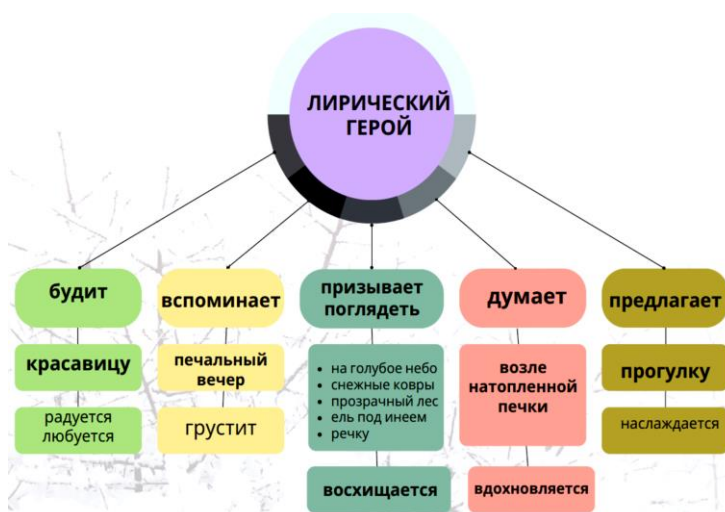 ЛИРИЧЕСКИЙ
ГЕРОЙ
будит
красавицу
радуется
любуется
вспоминает
печальный
вечер
грустит
призывает
поглядеть
• на голубое небо
• снежные ковры
• прозрачный лес
• ель под инеем
• речку
восхищается
думает
возле
натопленной
печки
вдохновляется
предлагает
прогулку
наслаждается